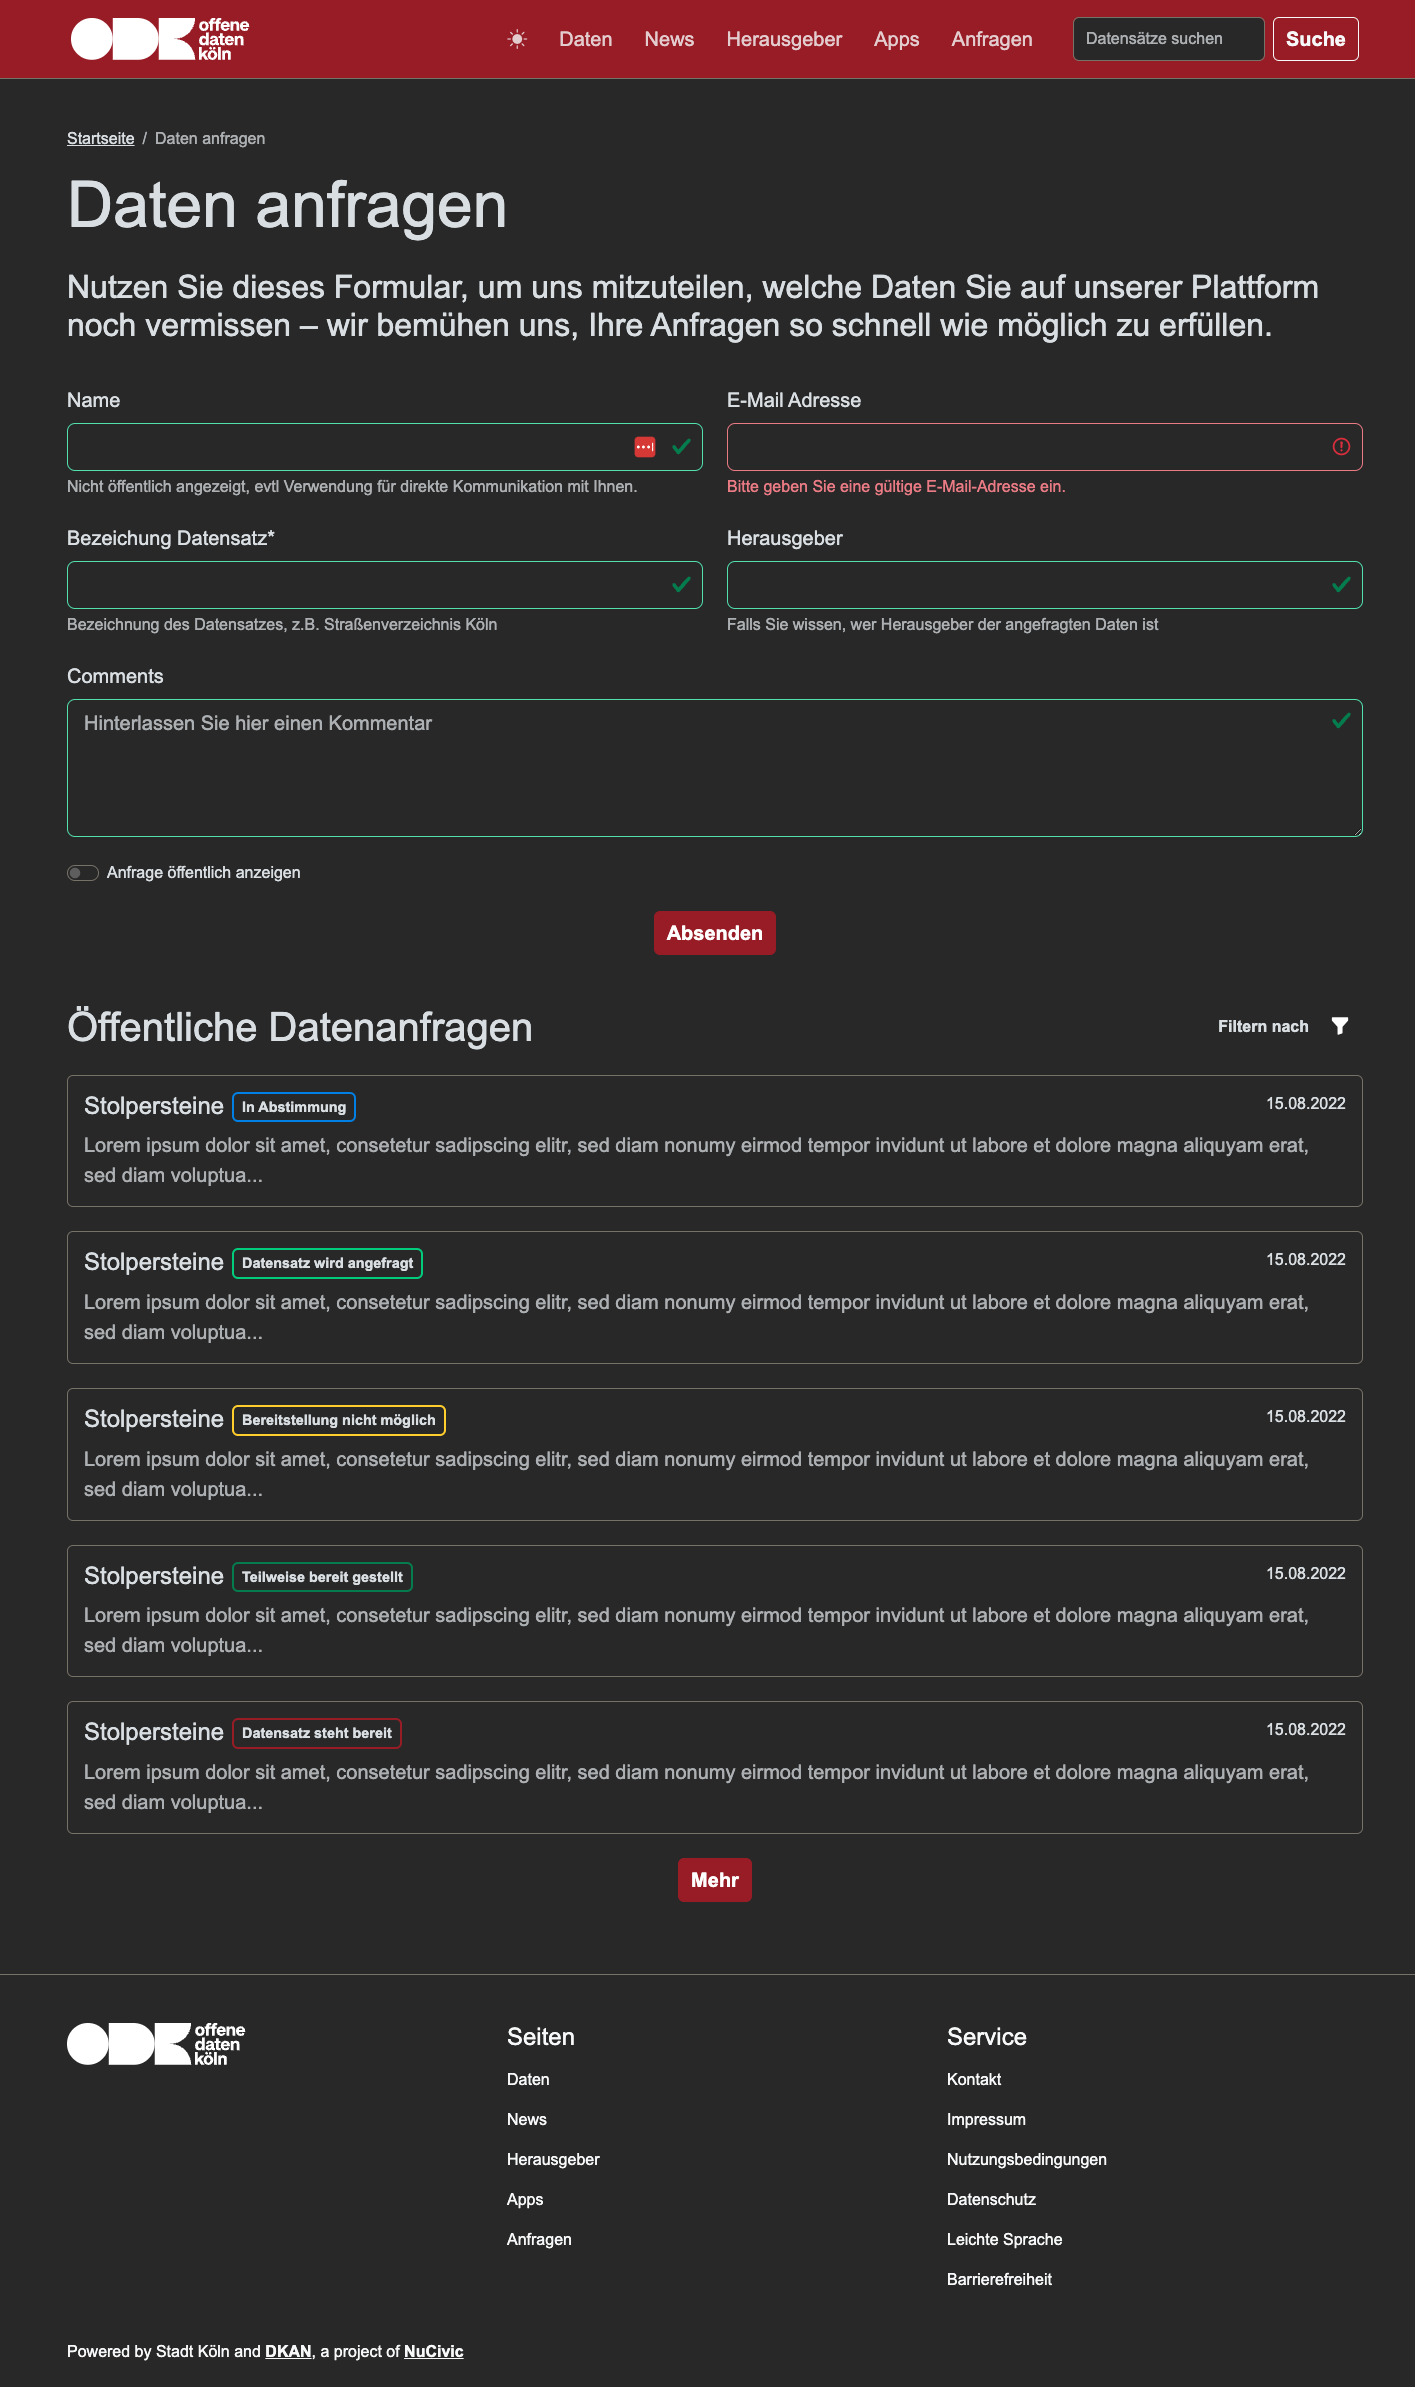 ODK offene
daten
köln
Daten News Herausgeber Apps Anfragen Datensätze suchen Suche
Startseite / Daten anfragen
Daten anfragen
Nutzen Sie dieses Formular, um uns mitzuteilen, welche Daten Sie auf unserer Plattform
noch vermissen – wir bemühen uns, Ihre Anfragen so schnell wie möglich zu erfüllen.
Name
Nicht öffentlich angezeigt, evtl Verwendung für direkte Kommunikation mit Ihnen.
E-Mail Adresse
Bitte geben Sie eine gültige E-Mail-Adresse ein.
Bezeichung Datensatz*
Bezeichnung des Datensatzes, z.B. Straßenverzeichnis Köln
Herausgeber
Falls Sie wissen, wer Herausgeber der angefragten Daten ist
Comments
Hinterlassen Sie hier einen Kommentar
Anfrage öffentlich anzeigen
Absenden
Öffentliche Datenanfragen
Filtern nach
Stolpersteine In Abstimmung 15.08.2022
Lorem ipsum dolor sit amet, consetetur sadipscing elitr, sed diam nonumy eirmod tempor invidunt ut labore et dolore magna aliquyam erat,
sed diam voluptua...
Stolpersteine Datensatz wird angefragt 15.08.2022
Lorem ipsum dolor sit amet, consetetur sadipscing elitr, sed diam nonumy eirmod tempor invidunt ut labore et dolore magna aliquyam erat,
sed diam voluptua...
Stolpersteine Bereitstellung nicht möglich 15.08.2022
Lorem ipsum dolor sit amet, consetetur sadipscing elitr, sed diam nonumy eirmod tempor invidunt ut labore et dolore magna aliquyam erat,
sed diam voluptua...
Stolpersteine Teilweise bereit gestellt 15.08.2022
Lorem ipsum dolor sit amet, consetetur sadipscing elitr, sed diam nonumy eirmod tempor invidunt ut labore et dolore magna aliquyam erat,
sed diam voluptua...
Stolpersteine Datensatz steht bereit 15.08.2022
Lorem ipsum dolor sit amet, consetetur sadipscing elitr, sed diam nonumy eirmod tempor invidunt ut labore et dolore magna aliquyam erat,
sed diam voluptua...
Mehr
ODK offene
daten
köln
Seiten
Daten
News
Herausgeber
Apps
Anfragen
Service
Kontakt
Impressum
Nutzungsbedingungen
Datenschutz
Leichte Sprache
Barrierefreiheit
Powered by Stadt Köln and DKAN, a project of NuCivic